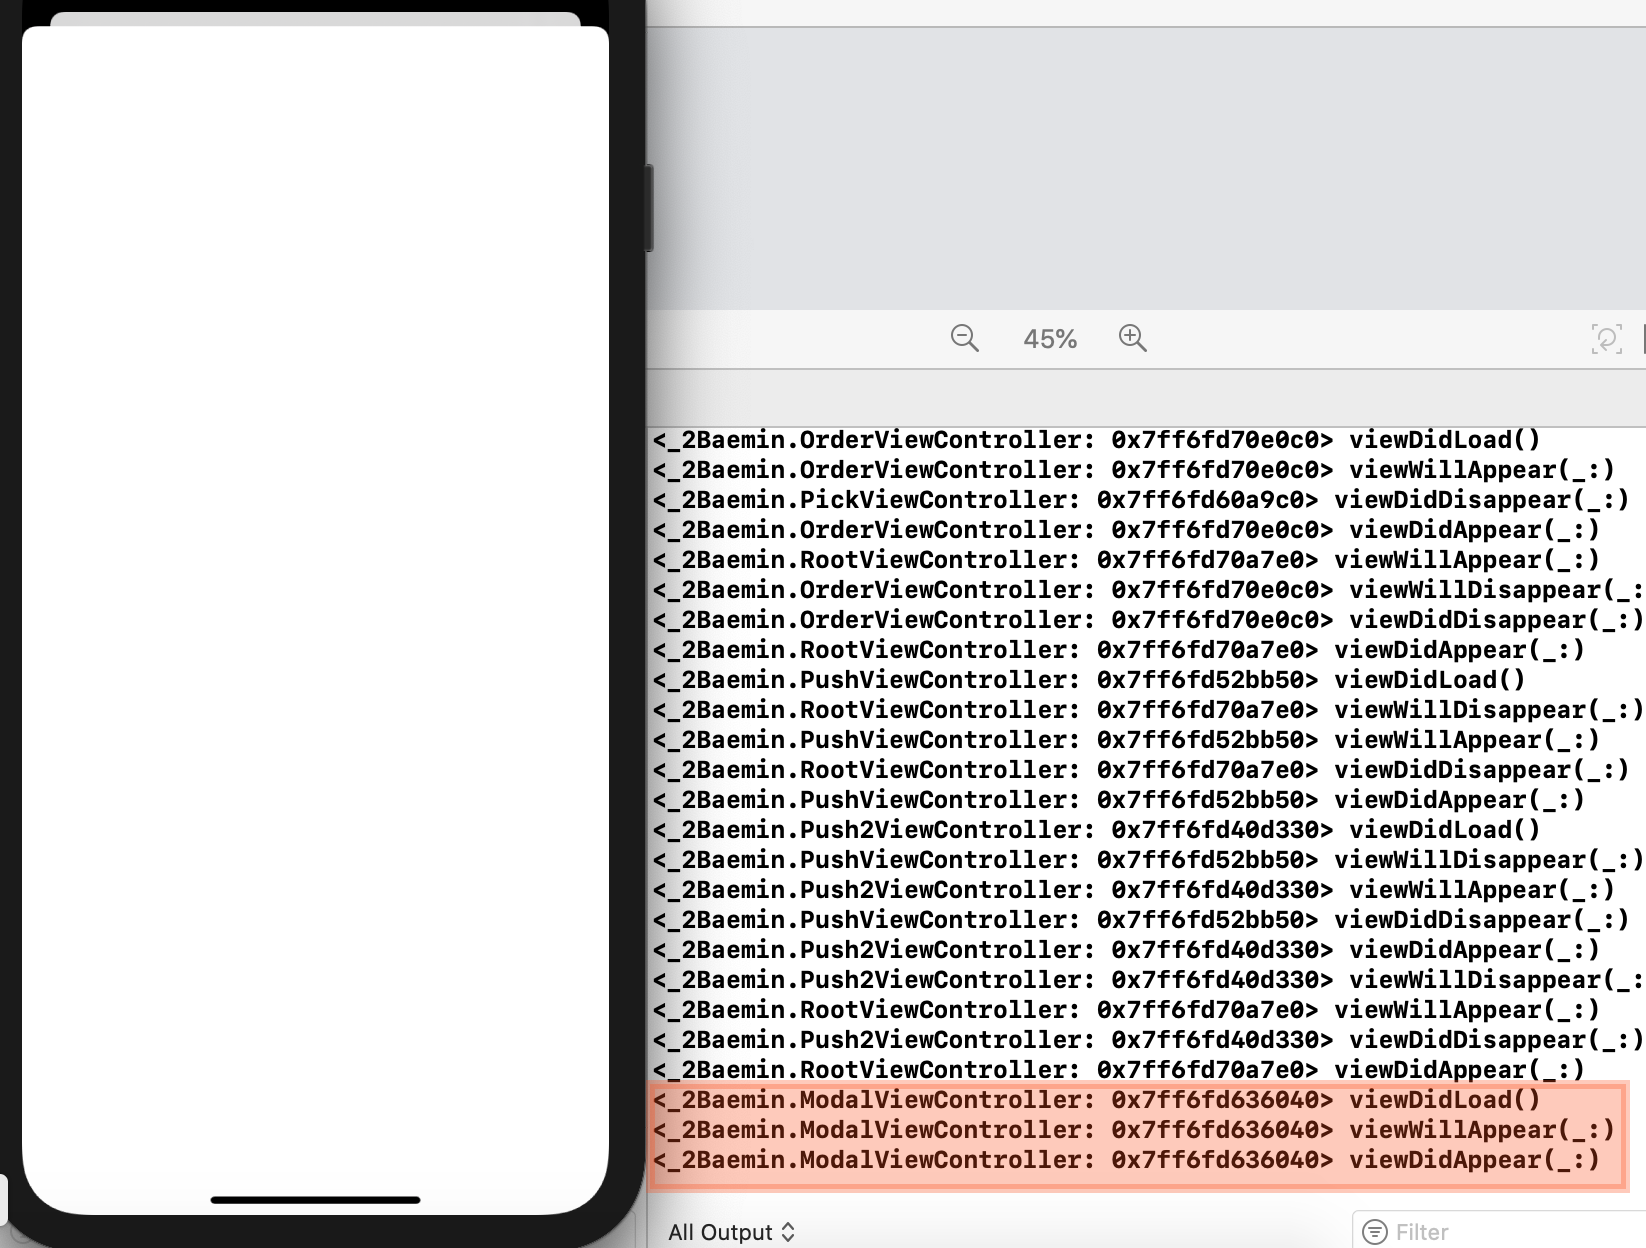 45%
<_2Baemin.OrderViewController: 0x7ff6fd70e0c0> viewDidLoad()
<_2Baemin.OrderViewController: 0x7ff6fd70e0c0> viewWillAppear(_:)
<_2Baemin.PickViewController: 0x7ff6fd60a9c0> viewDidDisappear(_:)
<_2Baemin.OrderViewController: 0x7ff6fd70e0c0> viewDidAppear(_:)
<_2Baemin.RootViewController: 0x7ff6fd70a7e0> viewWillAppear(_:)
<_2Baemin.OrderViewController: 0x7ff6fd70e0c0> viewWillDisappear(_:
<_2Baemin.OrderViewController: 0x7ff6fd70e0c0> viewDidDisappear(_:)
<_2Baemin.RootViewController: 0x7ff6fd70a7e0> viewDidAppear(_:)
<_2Baemin.PushViewController: 0x7ff6fd52bb50> viewDidLoad()
<_2Baemin.RootViewController: 0x7ff6fd70a7e0> viewWillDisappear(_:)
<_2Baemin.PushViewController: 0x7ff6fd52bb50> viewWillAppear(_:)
<_2Baemin.RootViewController: 0x7ff6fd70a7e0> viewDidDisappear(_:)
<_2Baemin.PushViewController: 0x7ff6fd52bb50> viewDidAppear(_:)
<_2Baemin.Push2ViewController: 0x7ff6fd40d330> viewDidLoad()
<_2Baemin.PushViewController: 0x7ff6fd52bb50> viewWillDisappear(_:)
<_2Baemin.Push2ViewController: 0x7ff6fd40d330> viewWillAppear(_:)
<_2Baemin.PushViewController: 0x7ff6fd52bb50> viewDidDisappear(_:)
<_2Baemin.Push2ViewController: 0x7ff6fd40d330> viewDidAppear(_:)
<_2Baemin.Push2ViewController: 0x7ff6fd40d330> viewWillDisappear(_:
<_2Baemin.RootViewController: 0x7ff6fd70a7e0> viewWillAppear(_:)
<_2Baemin.Push2ViewController: 0x7ff6fd40d330> viewDidDisappear(_:)
<_2Baemin.RootViewController: 0x7ff6fd70a7e0> viewDidAppear(_:)
<_2Baemin.ModalViewController: 0x7ff6fd636040> viewDidLoad()
<_2Baemin.ModalViewController: 0x7ff6fd636040> viewWillAppear(_:)
<_2Baemin.ModalViewController: 0x7ff6fd636040> viewDidAppear(_:)
All Output
Filter